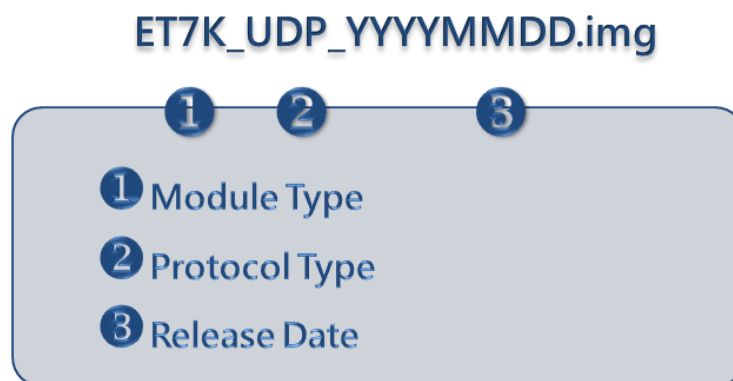 ET7K_UDP_YYYYMMDD.img
1 2 3
1 Module Type
2 Protocol Type
3 Release Date